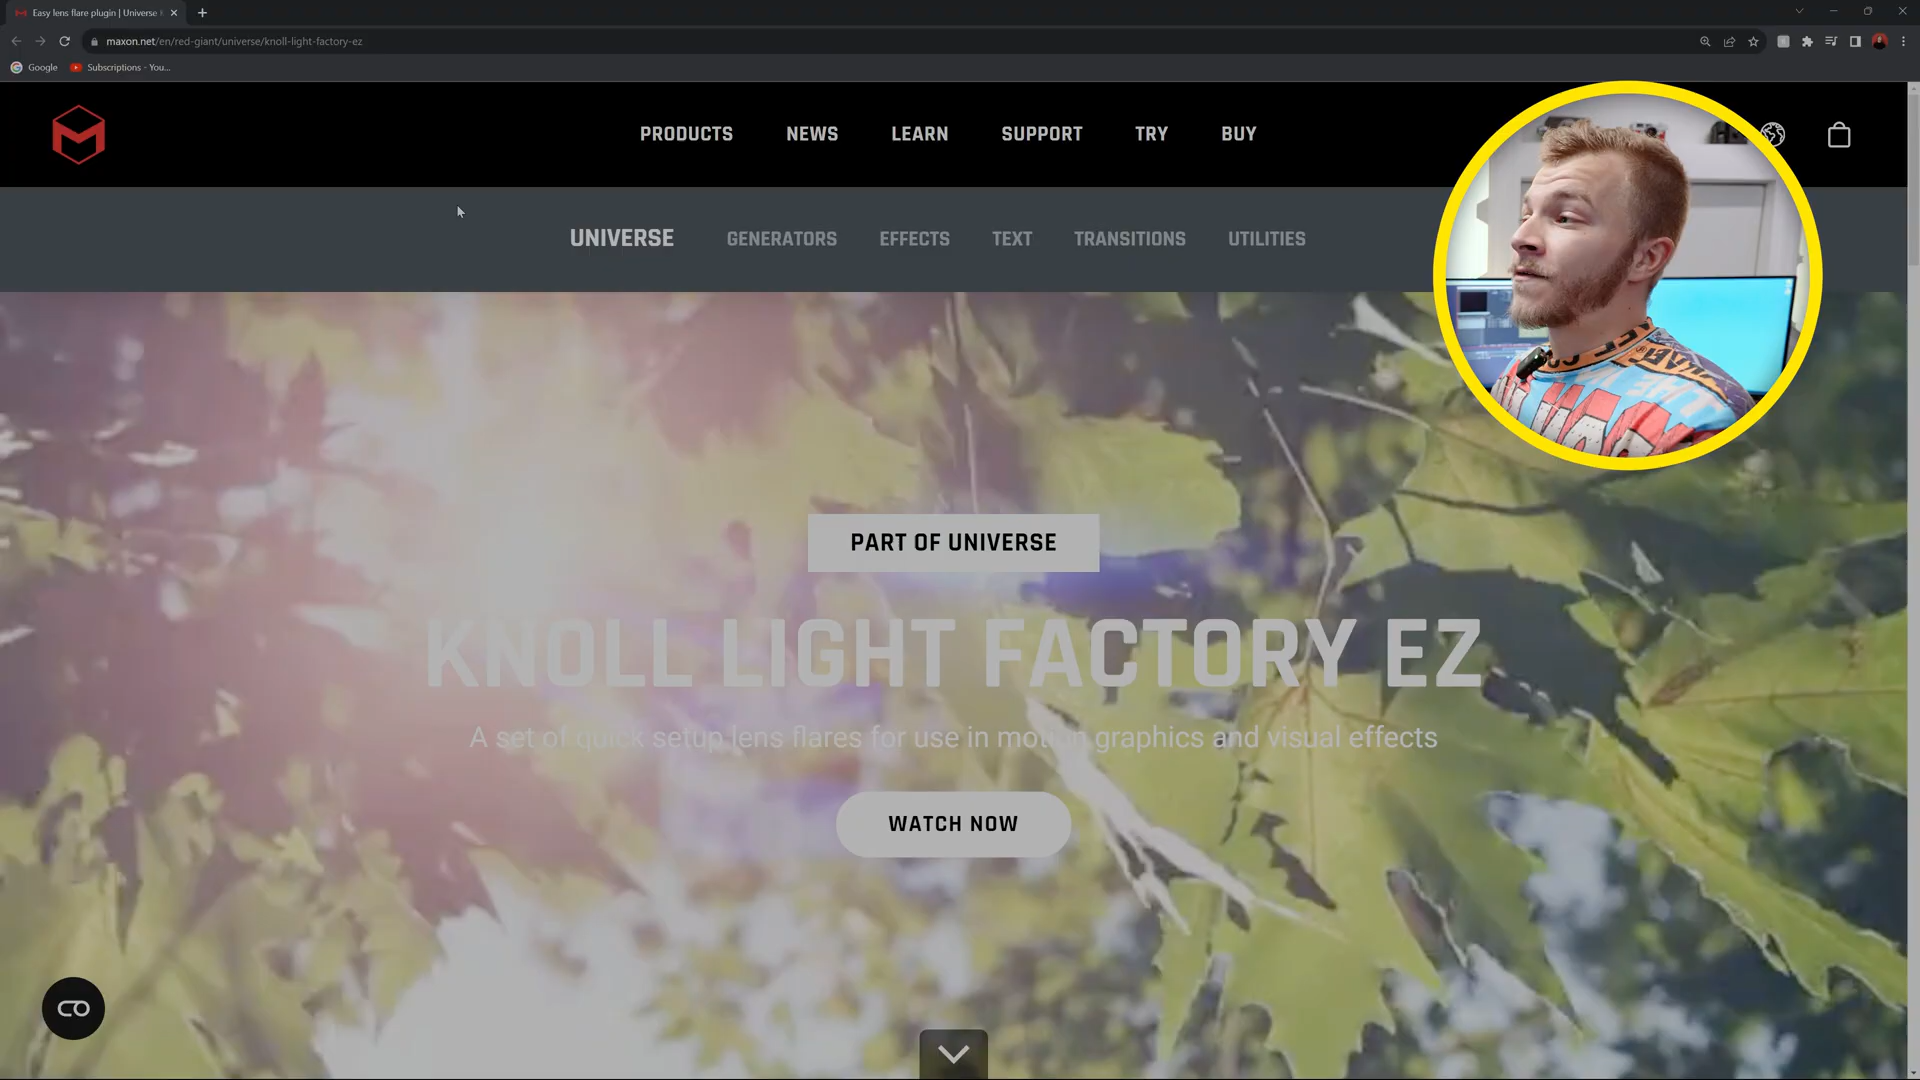 Easy lens flare plugin | Universe
maxon.net/en/red-giant/universe/knoll-light-factory-ez
Google
Subscriptions - You...
PRODUCTS NEWS LEARN SUPPORT TRY BUY
UNIVERSE GENERATORS EFFECTS TEXT TRANSITIONS UTILITIES
PART OF UNIVERSE
KNOLL LIGHT FACTORY EZ
A set of quick setup lens flares for use in motion graphics and visual effects
WATCH NOW